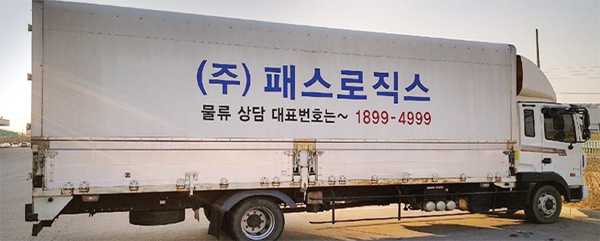 (주) 패스로직스
물류 상담 대표번호는~ 1899-4999